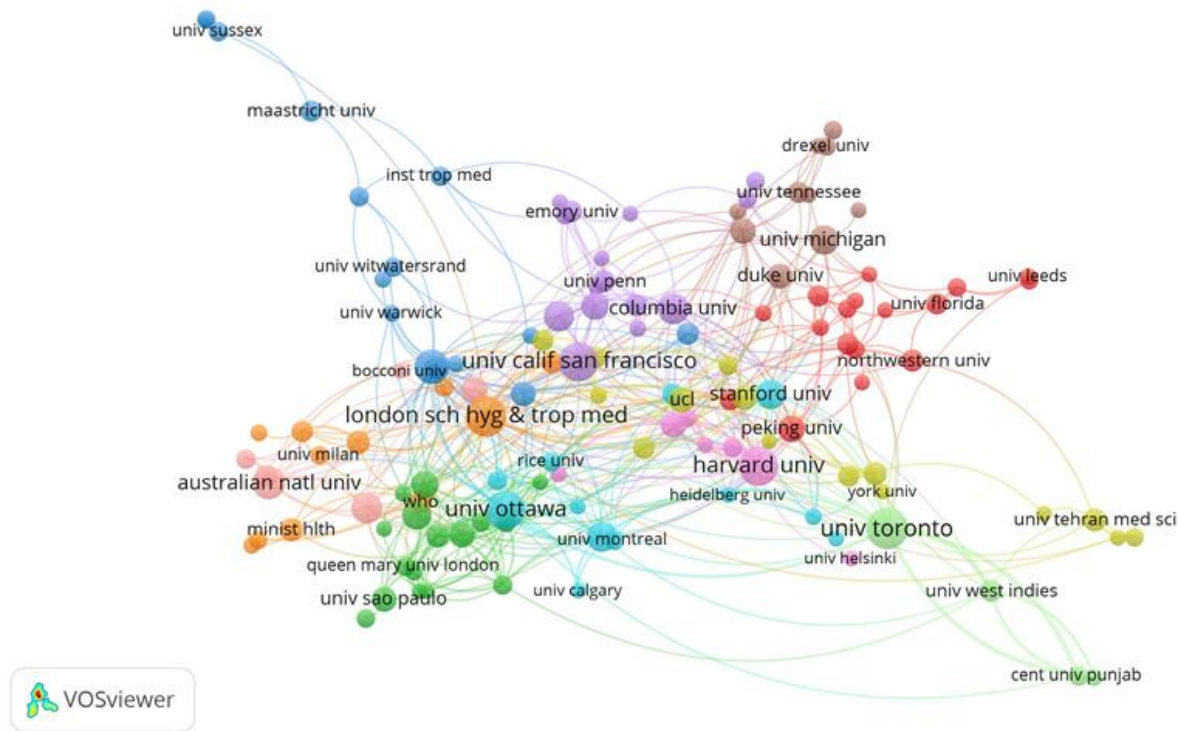 univ sussex
maastricht univ
drexel univ
inst trop med
univ tennessee
emory univ
univ michigan
univ witwatersrand
univ penn
duke univ
univ leeds
univ warwick
columbia univ
univ florida
bocconi univ
univ calif san francisco
northwestern univ
ucl
stanford univ
london sch hyg & trop med
peking univ
univ milan
rice univ
harvard univ
australian natl univ
heidelberg univ
york univ
who
univ ottawa
minist hlth
univ montreal
univ toronto
univ tehran med sci
queen mary univ london
univ helsinki
univ sao paulo
univ calgary
univ west indies
cent univ punjab
VOSviewer